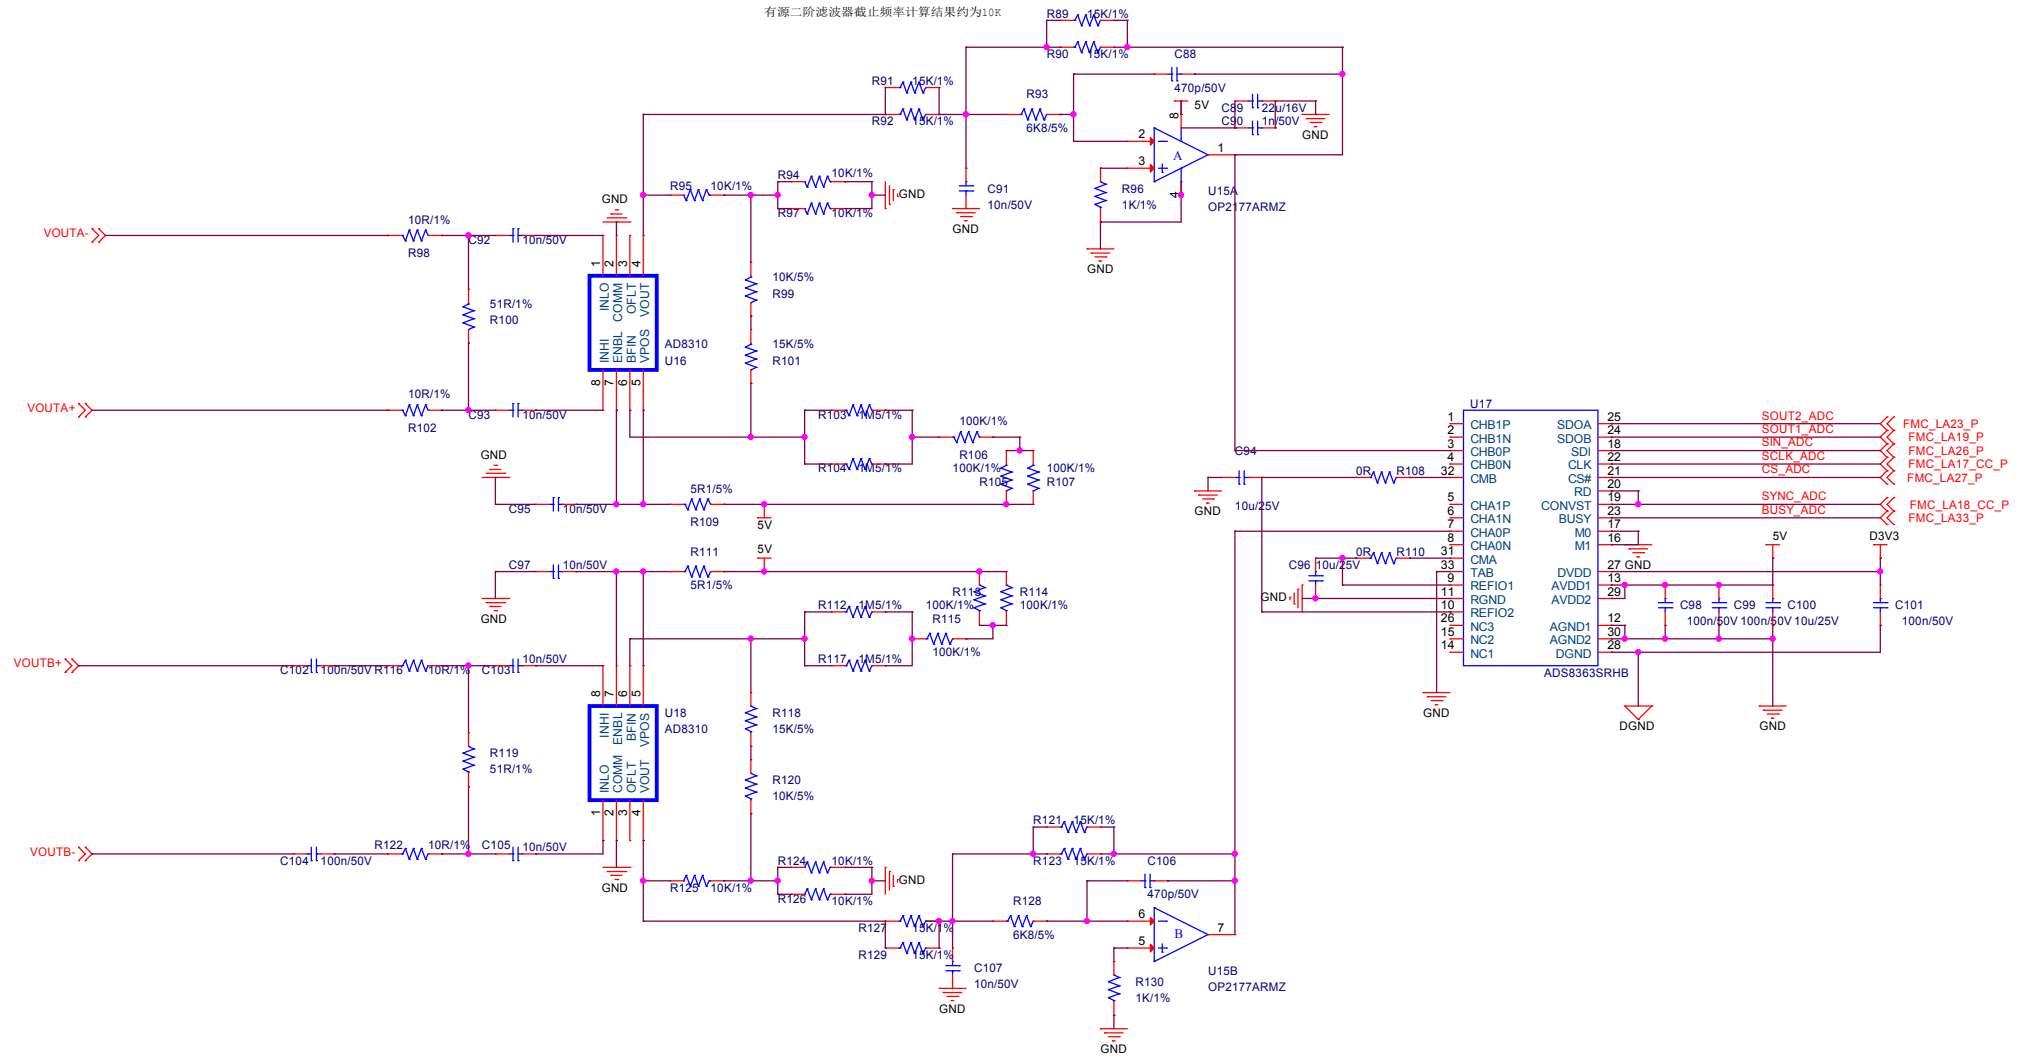 有源二阶滤波器截止频率计算结果约为10K
R89 15K/1%
R90 15K/1%
C88
470p/50V
R91 15K/1%
R92 15K/1%
R93
6K8/5%
5V
C89 22u/16V
C90 1n/50V
GND
8
2
3
1
4
A
U15A
OP2177ARMZ
R96
1K/1%
GND
C91
10n/50V
GND
R94 10K/1%
R95 10K/1%
R97 10K/1%
GND
GND
VOUTA-
10R/1%
R98
C92 10n/50V
51R/1%
R100
1 2 3 4
INLO COMM OFLT VOUT
INHI ENBL BFIN VPOS
8 7 6 5
AD8310
U16
10K/5%
R99
15K/5%
R101
VOUTA+
10R/1%
R102
C93 10n/50V
R103 1M5/1%
R104 1M5/1%
100K/1%
R106
100K/1%
R105
100K/1%
R107
GND
C95 10n/50V
5R1/5%
R109
5V
C97 10n/50V
GND
R111
5R1/5%
5V
R113
100K/1%
R114
100K/1%
R115
100K/1%
R112 1M5/1%
R117 1M5/1%
VOUTB+
C102 100n/50V R116 10R/1% C103 10n/50V
8 7 6 5
INHI ENBL BFIN VPOS
INLO COMM OFLT VOUT
1 2 3 4
U18
AD8310
R119
51R/1%
R118
15K/5%
R120
10K/5%
VOUTB-
C104 100n/50V R122 10R/1% C105 10n/50V
GND
R124 10K/1%
R125 10K/1%
R126 10K/1%
GND
R121 15K/1%
R123 15K/1%
C106
470p/50V
R127 15K/1%
R129 15K/1%
R128
6K8/5%
C107
10n/50V
GND
6
5
7
B
U15B
OP2177ARMZ
R130
1K/1%
GND
C94
10u/25V
GND
0R R108
0R R110
C96 10u/25V
GND
GND
U17
1 CHB1P SDOA 25 SOUT2_ADC FMC_LA23_P
2 CHB1N SDOB 24 SOUT1_ADC FMC_LA19_P
3 CHB0P SDI 18 SIN_ADC FMC_LA26_P
4 CHB0N CLK 22 SCLK_ADC FMC_LA17_CC_P
32 CMB CS# 21 CS_ADC FMC_LA27_P
RD 20
5 CHA1P CONVST 19 SYNC_ADC FMC_LA18_CC_P
6 CHA1N BUSY 23 BUSY_ADC FMC_LA33_P
7 CHA0P M0 17
8 CHA0N M1 16
31 CMA
33 TAB DVDD 27
9 REFIO1 AVDD1 13
11 RGND AVDD2 29
10 REFIO2
26 NC3 AGND1 12
15 NC2 AGND2 30
14 NC1 DGND 28
ADS8363SRHB
GND
5V
D3V3
C98
100n/50V
C99
100n/50V
C100
10u/25V
C101
100n/50V
DGND
GND